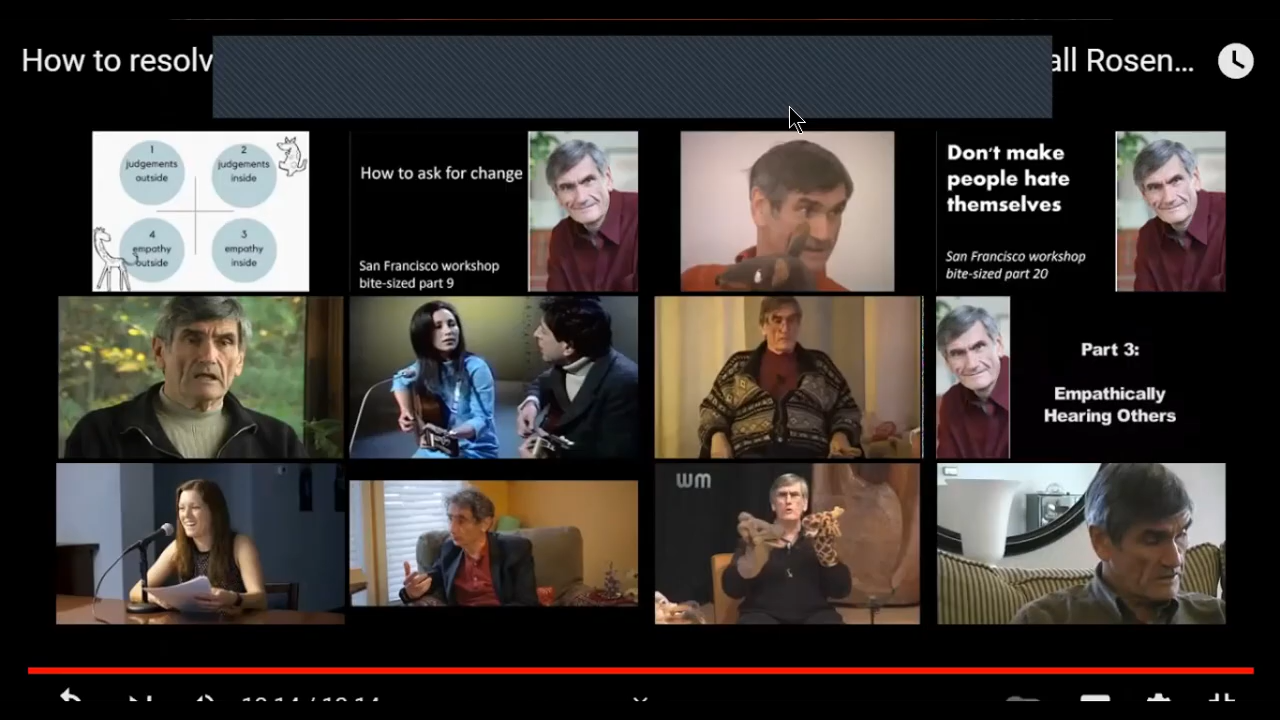 How to resolv
all Rosen...
1
judgements
outside
2
judgements
inside
4
empathy
outside
3
empathy
inside
How to ask for change
San Francisco workshop
bite-sized part 9
Don't make
people hate
themselves
San Francisco workshop
bite-sized part 20
Part 3:
Empathically
Hearing Others
WM